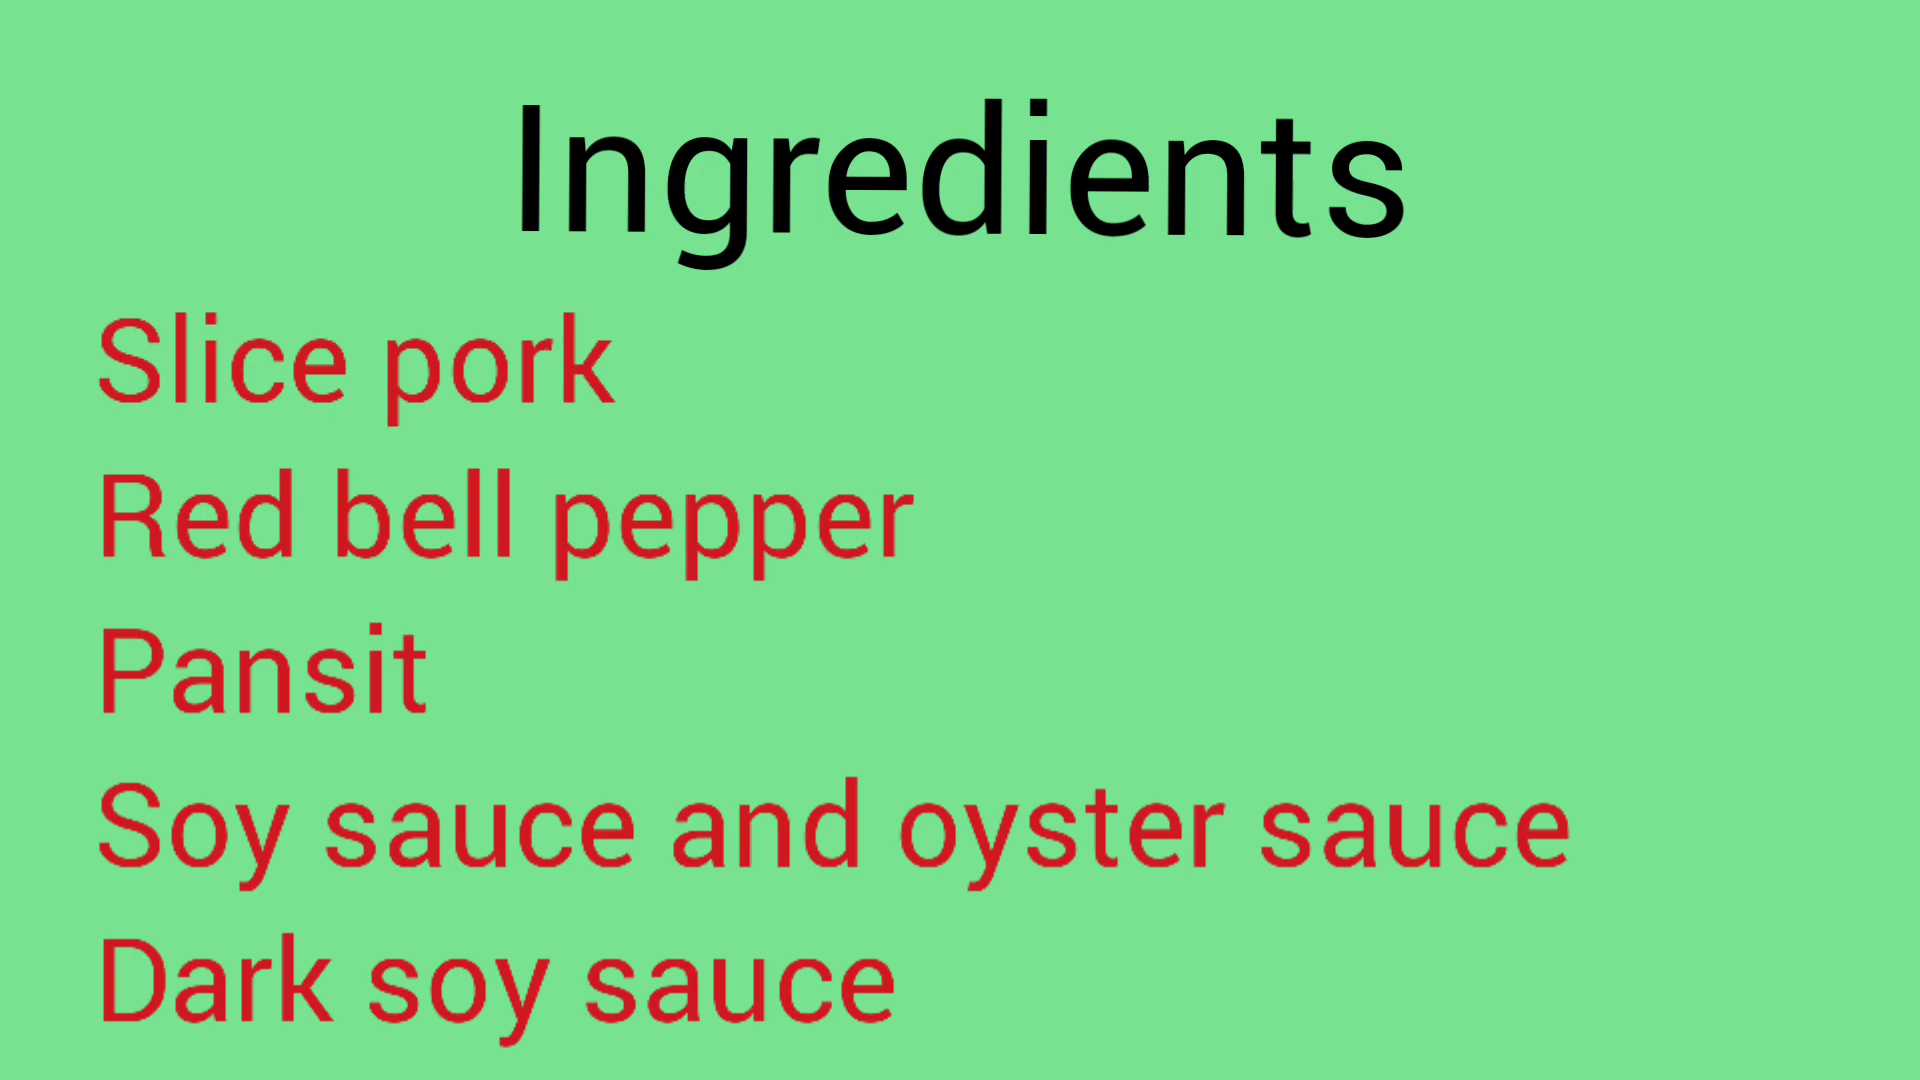 Ingredients
Slice pork
Red bell pepper
Pansit
Soy sauce and oyster sauce
Dark soy sauce